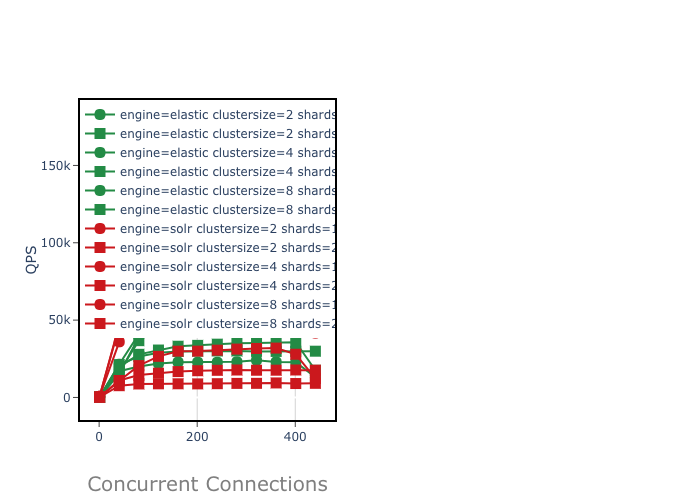 engine=elastic clustersize=2 shards
engine=elastic clustersize=2 shards
engine=elastic clustersize=4 shards
engine=elastic clustersize=4 shards
engine=elastic clustersize=8 shards
engine=elastic clustersize=8 shards
engine=solr clustersize=2 shards=1
engine=solr clustersize=2 shards=2
engine=solr clustersize=4 shards=1
engine=solr clustersize=4 shards=2
engine=solr clustersize=8 shards=1
engine=solr clustersize=8 shards=2
150k
100k
50k
0
QPS
0 200 400
Concurrent Connections